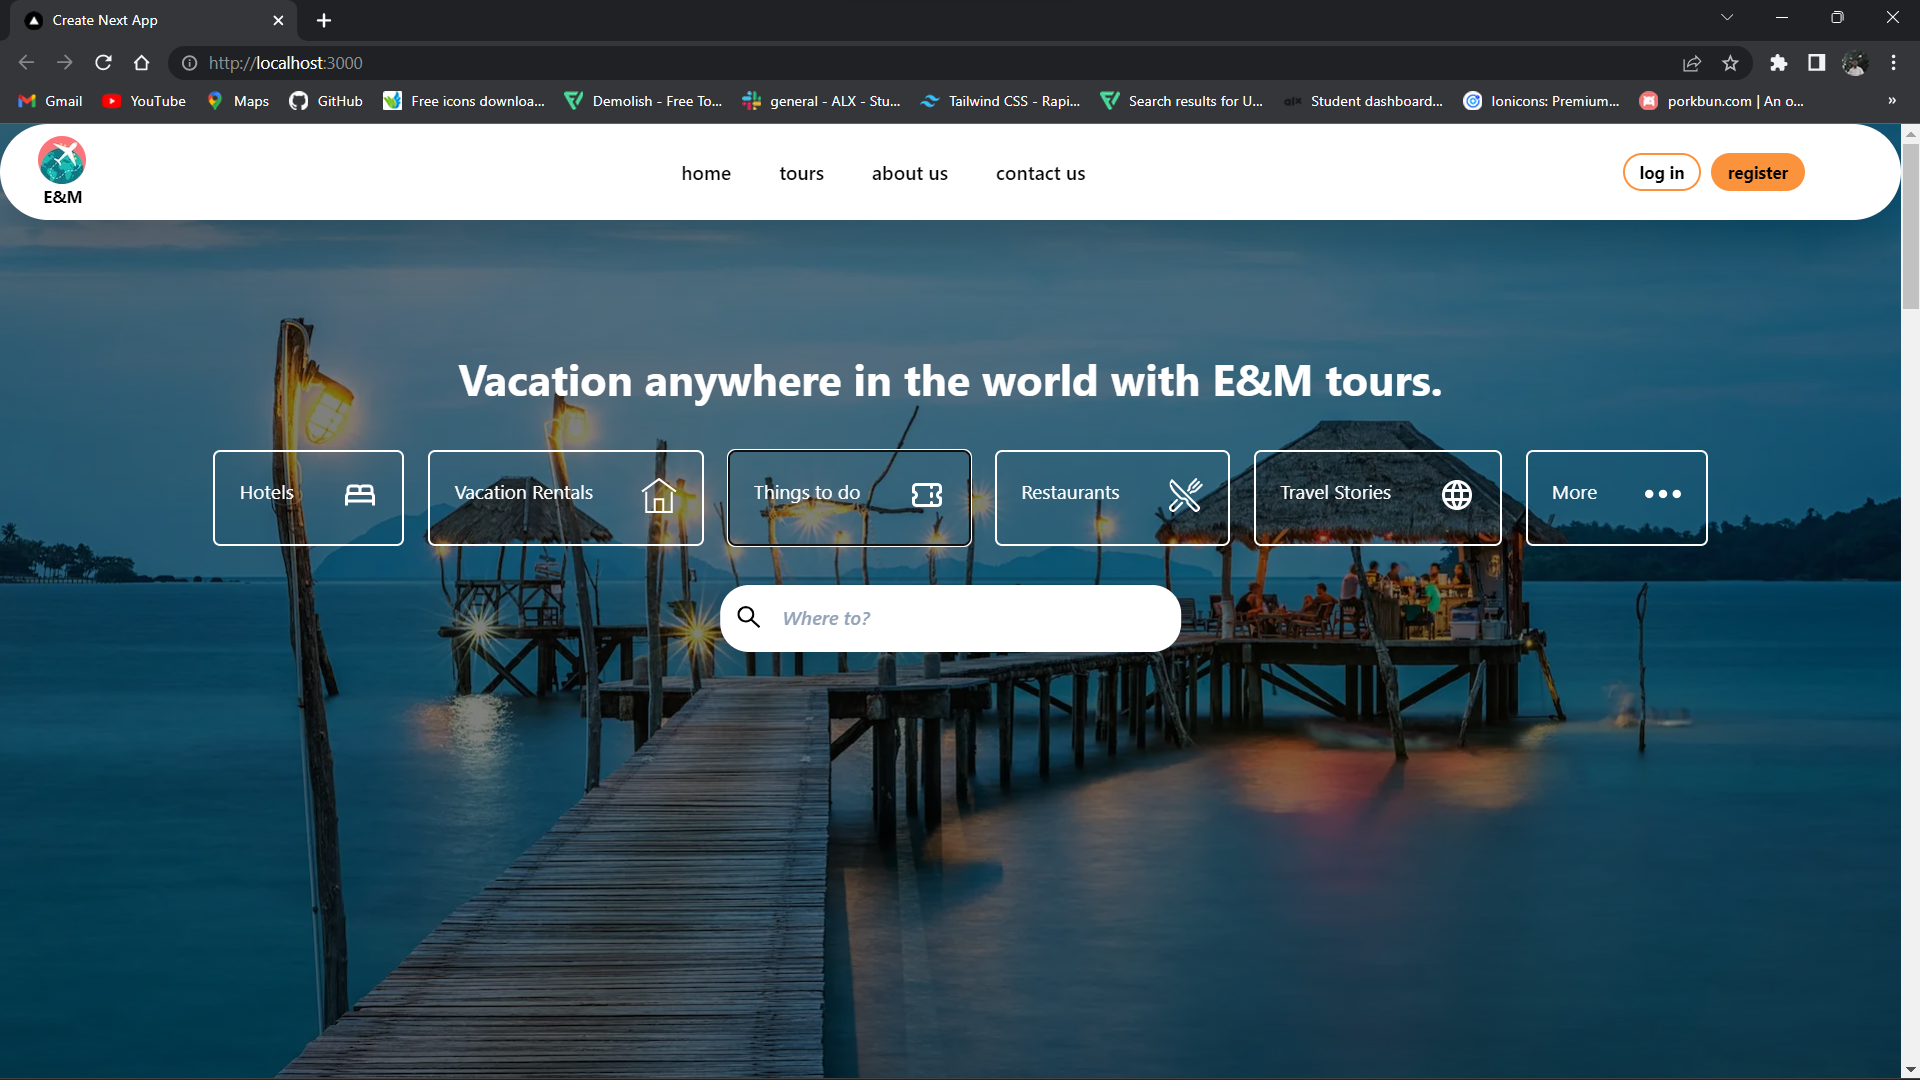 Create Next App
http://localhost:3000
Gmail
YouTube
Maps
GitHub
Free icons downloa...
Demolish - Free To...
general - ALX - Stu...
Tailwind CSS - Rapi...
Search results for U...
alx
Student dashboard...
Ionicons: Premium...
porkbun.com | An o...
»
E&M
home
tours
about us
contact us
log in
register
Vacation anywhere in the world with E&M tours.
Hotels
Vacation Rentals
Things to do
Restaurants
Travel Stories
More
Where to?